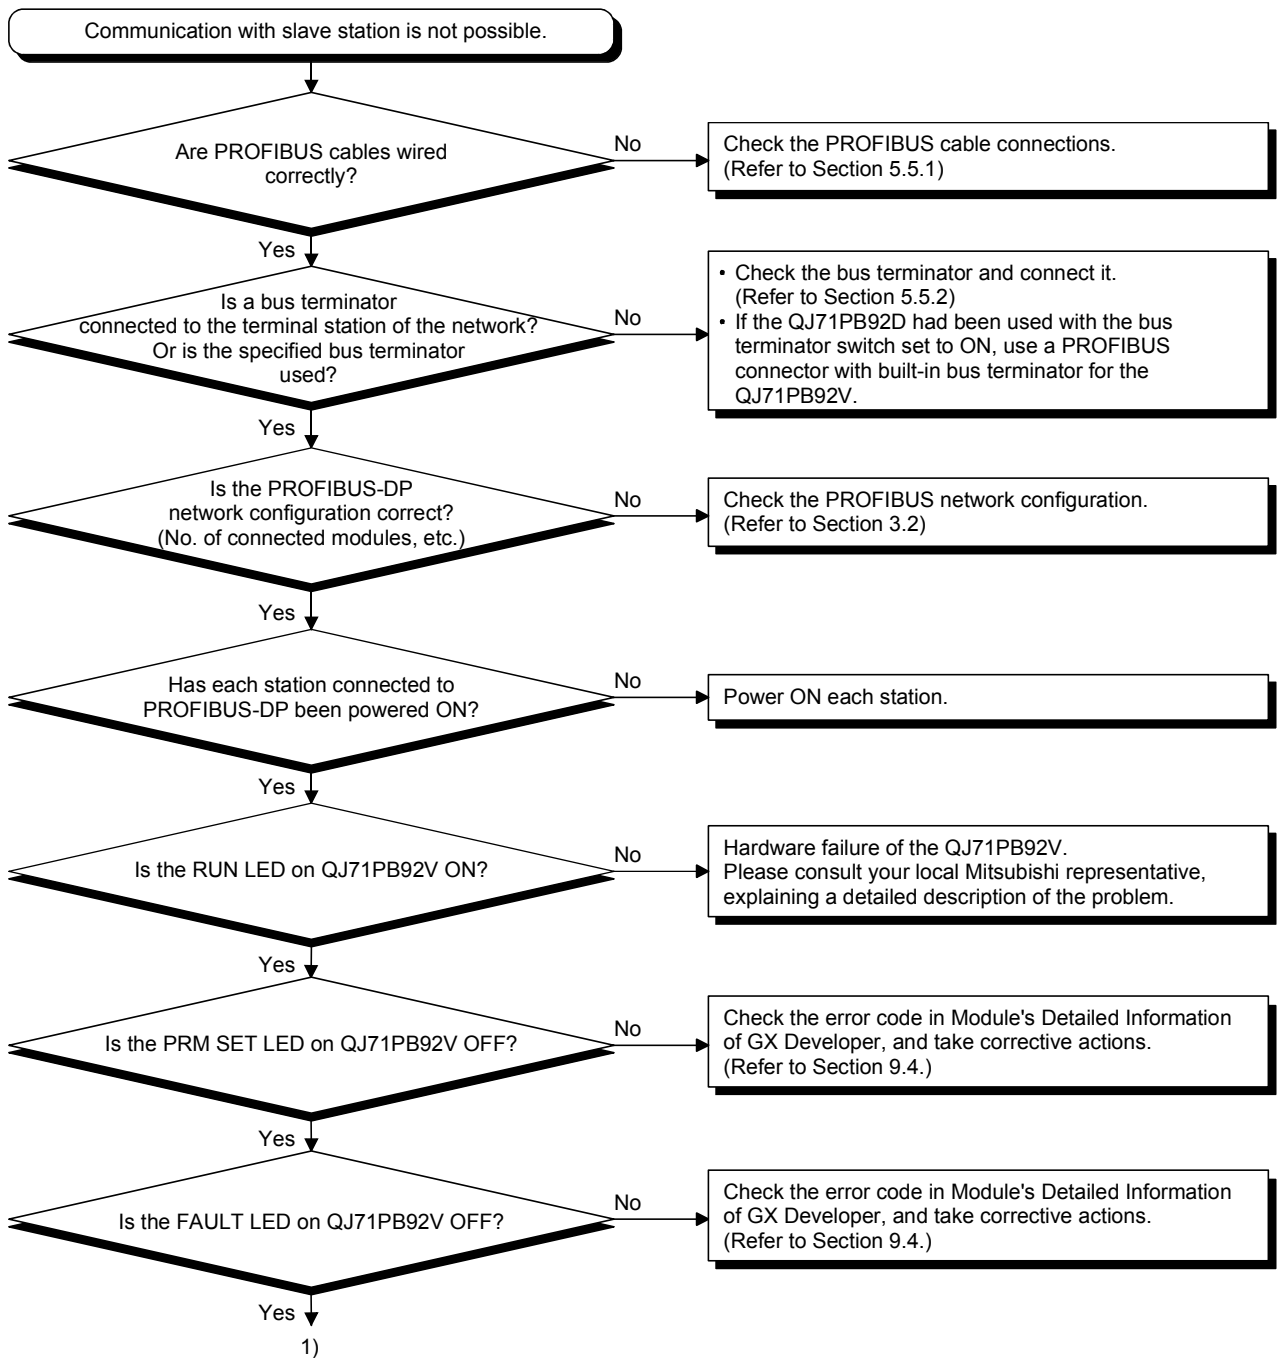 Communication with slave station is not possible.
Are PROFIBUS cables wired
correctly?
No
Check the PROFIBUS cable connections.
(Refer to Section 5.5.1)
Yes
Is a bus terminator
connected to the terminal station of the network?
Or is the specified bus terminator
used?
No
• Check the bus terminator and connect it.
(Refer to Section 5.5.2)
• If the QJ71PB92D had been used with the bus
terminator switch set to ON, use a PROFIBUS
connector with built-in bus terminator for the
QJ71PB92V.
Yes
Is the PROFIBUS-DP
network configuration correct?
(No. of connected modules, etc.)
No
Check the PROFIBUS network configuration.
(Refer to Section 3.2)
Yes
Has each station connected to
PROFIBUS-DP been powered ON?
No
Power ON each station.
Yes
Is the RUN LED on QJ71PB92V ON?
No
Hardware failure of the QJ71PB92V.
Please consult your local Mitsubishi representative,
explaining a detailed description of the problem.
Yes
Is the PRM SET LED on QJ71PB92V OFF?
No
Check the error code in Module's Detailed Information
of GX Developer, and take corrective actions.
(Refer to Section 9.4.)
Yes
Is the FAULT LED on QJ71PB92V OFF?
No
Check the error code in Module's Detailed Information
of GX Developer, and take corrective actions.
(Refer to Section 9.4.)
Yes
1)